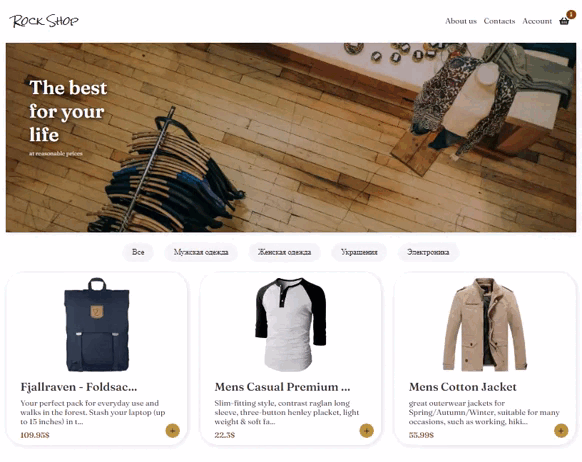 Rock Shop
About us Contacts Account 1
The best
for your
life
at reasonable prices
Все Мужская одежда Женская одежда Украшения Электроника
Fjallraven - Foldsac...
Your perfect pack for everyday use and
walks in the forest. Stash your laptop (up
to 15 inches) in t...
109.95$
+
Mens Casual Premium ...
Slim-fitting style, contrast raglan long
sleeve, three-button henley placket, light
weight & soft fa...
22.3$
+
Mens Cotton Jacket
great outerwear jackets for
Spring/Autumn/Winter, suitable for many
occasions, such as working, hiki...
55.99$
+